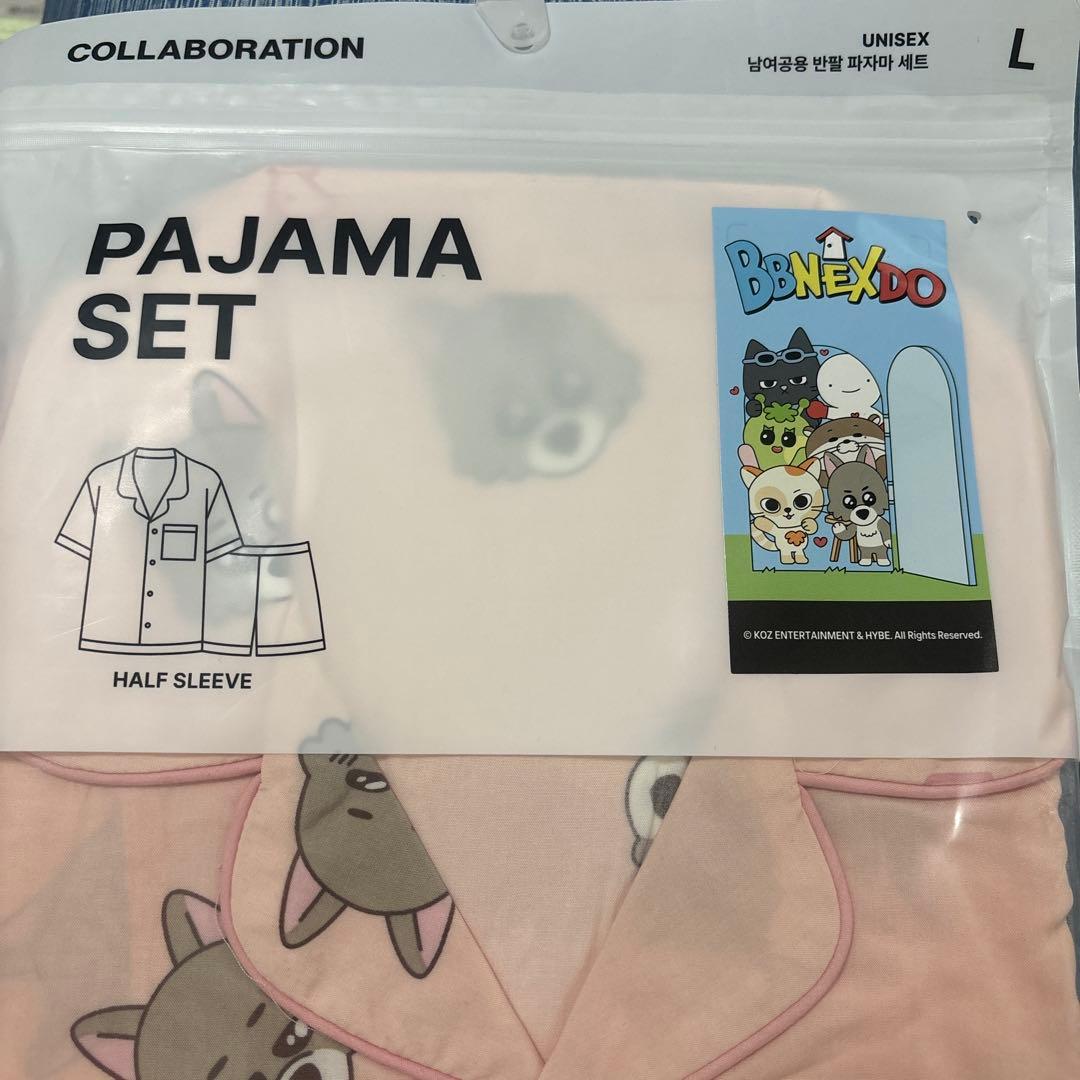 COLLABORATION
UNISEX
남여공용 반팔 파자마 세트
L
PAJAMA
SET
BBNEXDO
© KOZ ENTERTAINMENT & HYBE. All Rights Reserved.
HALF SLEEVE